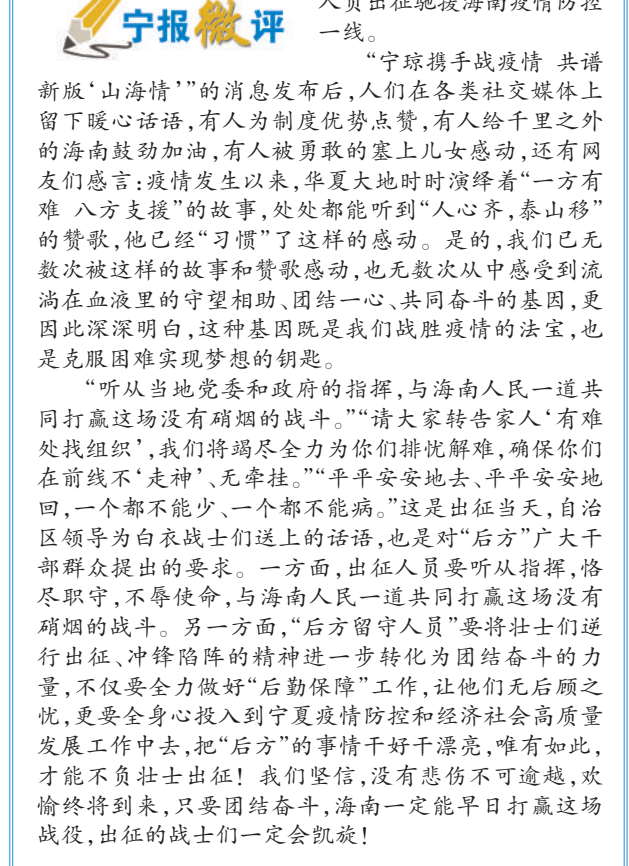 人员出征驰援海南疫情防控
宁报微评
一线。
“宁琼携手战疫情 共谱
新版‘山海情’”的消息发布后,人们在各类社交媒体上
留下暖心话语,有人为制度优势点赞,有人给千里之外
的海南鼓劲加油,有人被勇敢的塞上儿女感动,还有网
友们感言:疫情发生以来,华夏大地时时演绎着“一方有
难 八方支援”的故事,处处都能听到“人心齐,泰山移”
的赞歌,他已经“习惯”了这样的感动。是的,我们已无
数次被这样的故事和赞歌感动,也无数次从中感受到流
淌在血液里的守望相助、团结一心、共同奋斗的基因,更
因此深深明白,这种基因既是我们战胜疫情的法宝,也
是克服困难实现梦想的钥匙。
“听从当地党委和政府的指挥,与海南人民一道共
同打赢这场没有硝烟的战斗。”“请大家转告家人‘有难
处找组织’,我们将竭尽全力为你们排忧解难,确保你们
在前线不‘走神’、无牵挂。”“平平安安地去、平平安安地
回,一个都不能少、一个都不能病。”这是出征当天,自治
区领导为白衣战士们送上的话语,也是对“后方”广大干
部群众提出的要求。一方面,出征人员要听从指挥,恪
尽职守,不辱使命,与海南人民一道共同打赢这场没有
硝烟的战斗。另一方面,“后方留守人员”要将壮士们逆
行出征、冲锋陷阵的精神进一步转化为团结奋斗的力
量,不仅要全力做好“后勤保障”工作,让他们无后顾之
忧,更要全身心投入到宁夏疫情防控和经济社会高质量
发展工作中去,把“后方”的事情干好干漂亮,唯有如此,
才能不负壮士出征！我们坚信,没有悲伤不可逾越,欢
愉终将到来,只要团结奋斗,海南一定能早日打赢这场
战役,出征的战士们一定会凯旋！